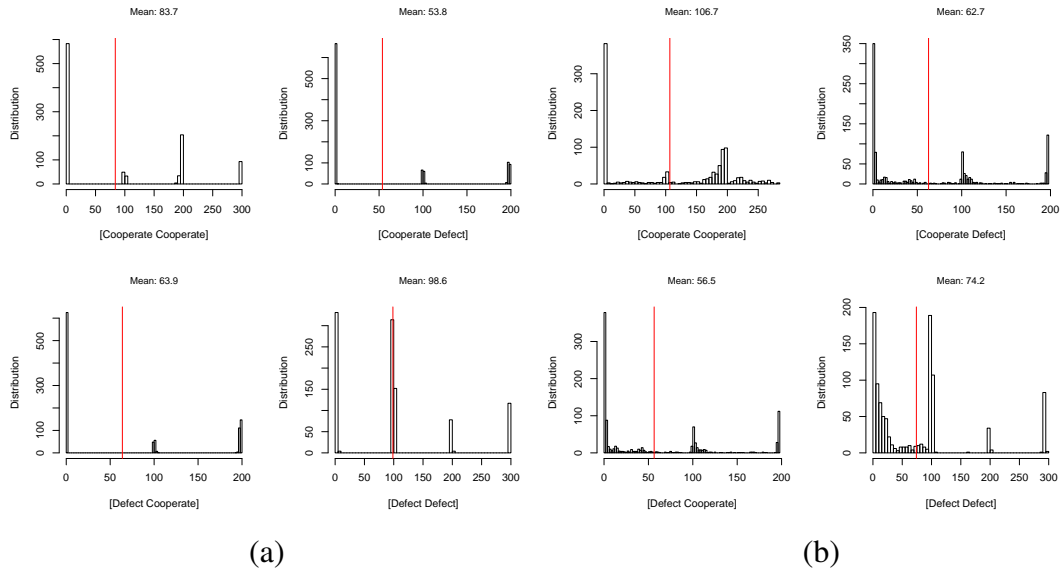 Mean: 83.7
Distribution
0 100 300 500
0 50 100 150 200 250 300
[Cooperate Cooperate]
Mean: 53.8
Distribution
0 100 300 500
0 50 100 150 200
[Cooperate Defect]
Mean: 106.7
Distribution
0 100 200 300
0 50 100 150 200 250
[Cooperate Cooperate]
Mean: 62.7
Distribution
0 50 150 250 350
0 50 100 150 200
[Cooperate Defect]
Mean: 63.9
Distribution
0 100 300 500
0 50 100 150 200
[Defect Cooperate]
Mean: 98.6
Distribution
0 50 150 250
0 50 100 150 200 250 300
[Defect Defect]
Mean: 56.5
Distribution
0 100 200 300
0 50 100 150 200
[Defect Cooperate]
Mean: 74.2
Distribution
0 50 100 150 200
0 50 100 150 200 250 300
[Defect Defect]
(a)
(b)